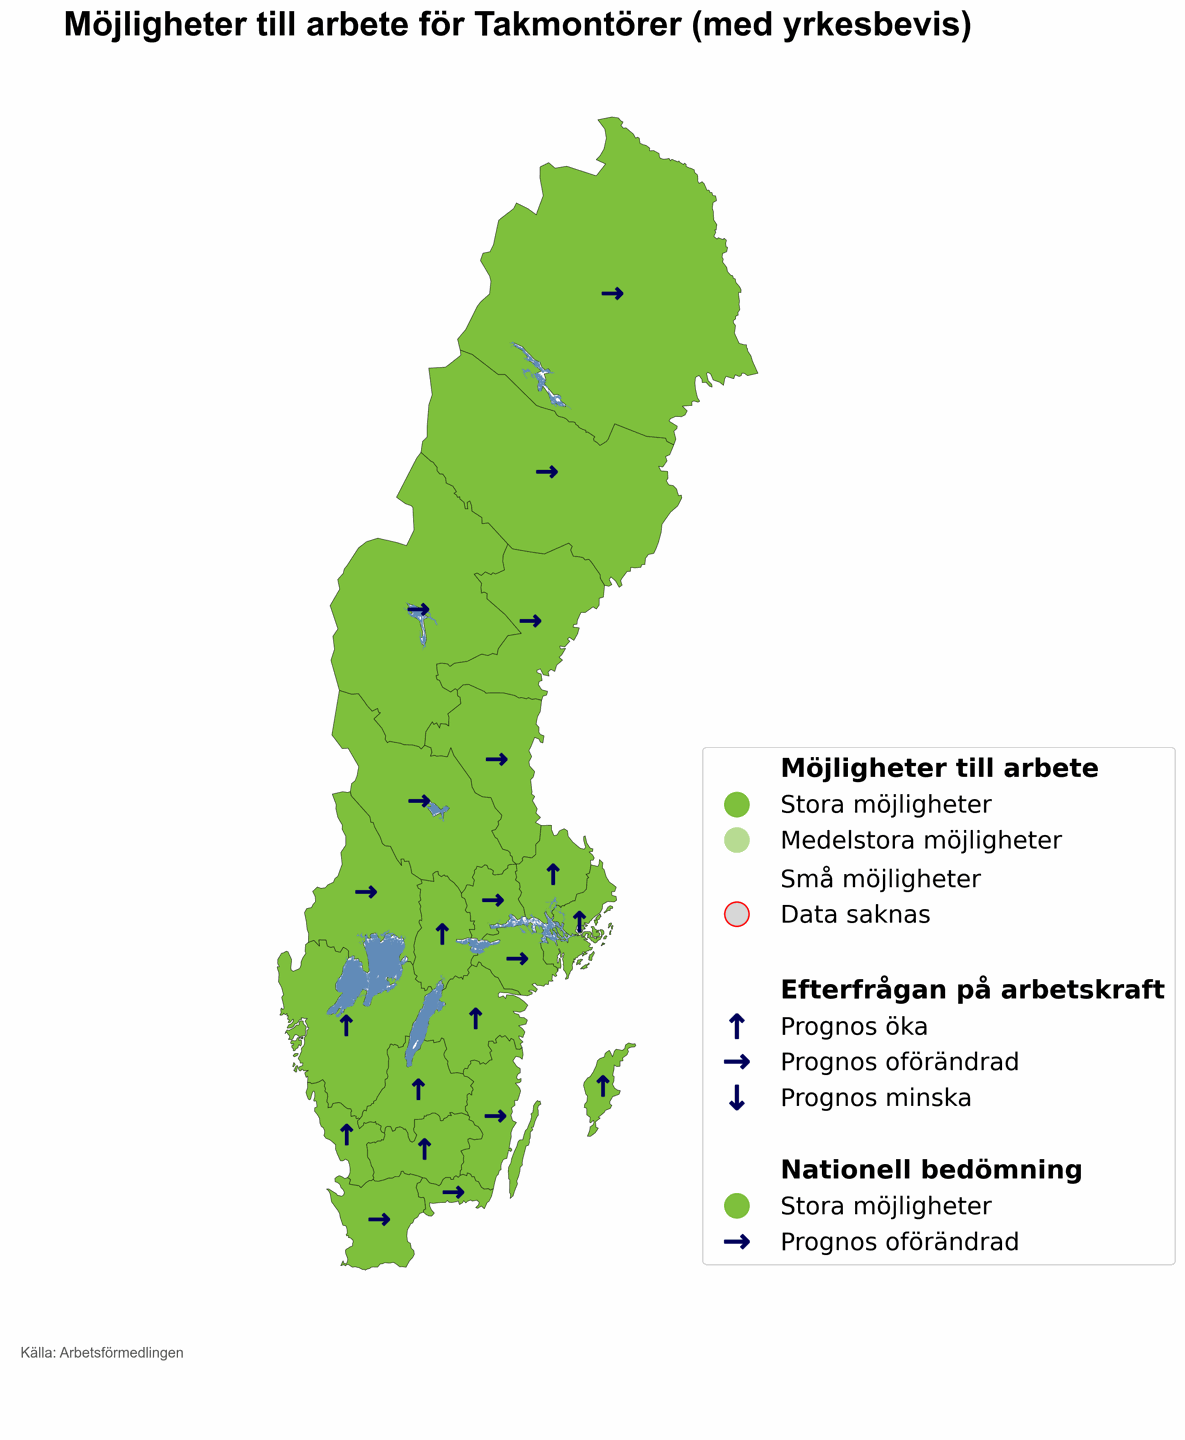 Möjligheter till arbete för Takmontörer (med yrkesbevis)
Möjligheter till arbete
Stora möjligheter
Medelstora möjligheter
Små möjligheter
Data saknas
Efterfrågan på arbetskraft
Prognos öka
Prognos oförändrad
Prognos minska
Nationell bedömning
Stora möjligheter
Prognos oförändrad
Källa: Arbetsförmedlingen